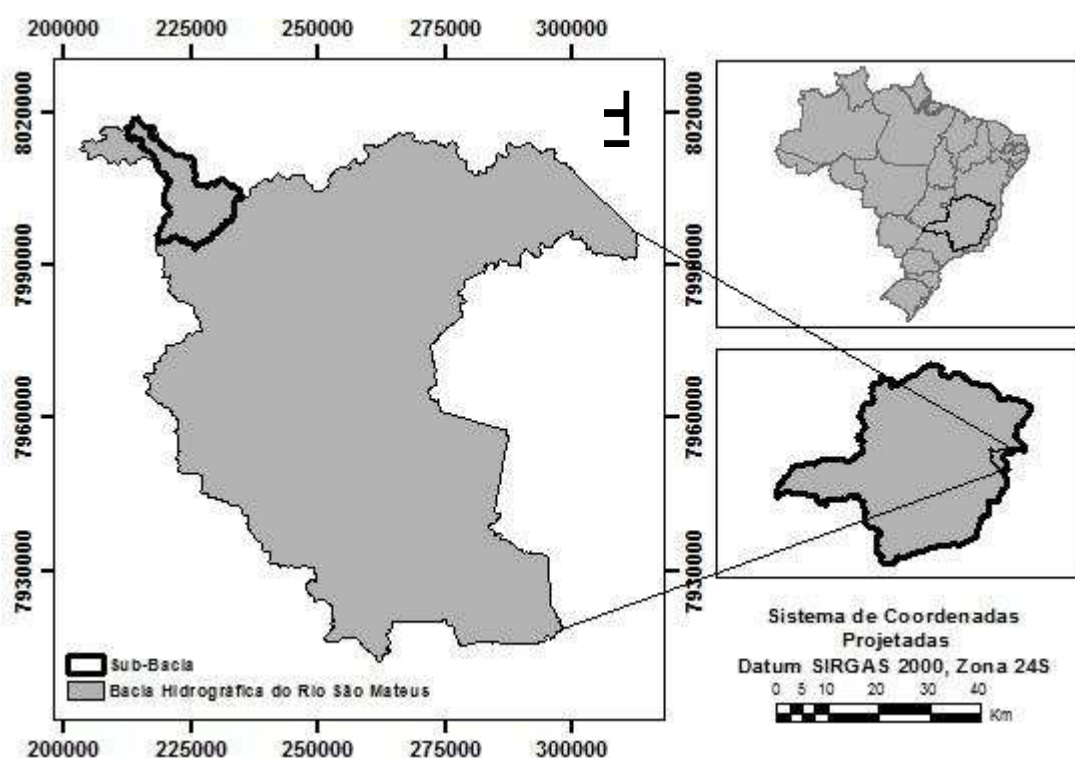 200000 225000 250000 275000 300000
8020000
7990000
7960000
7930000
8020000
7990000
7960000
7930000
Sub-Bacia
Bacia Hidrográfica do Rio São Mateus
200000 225000 250000 275000 300000
Sistema de Coordenadas
Projetadas
Datum SIRGAS 2000, Zona 24S
0 5 10 20 30 40
Km